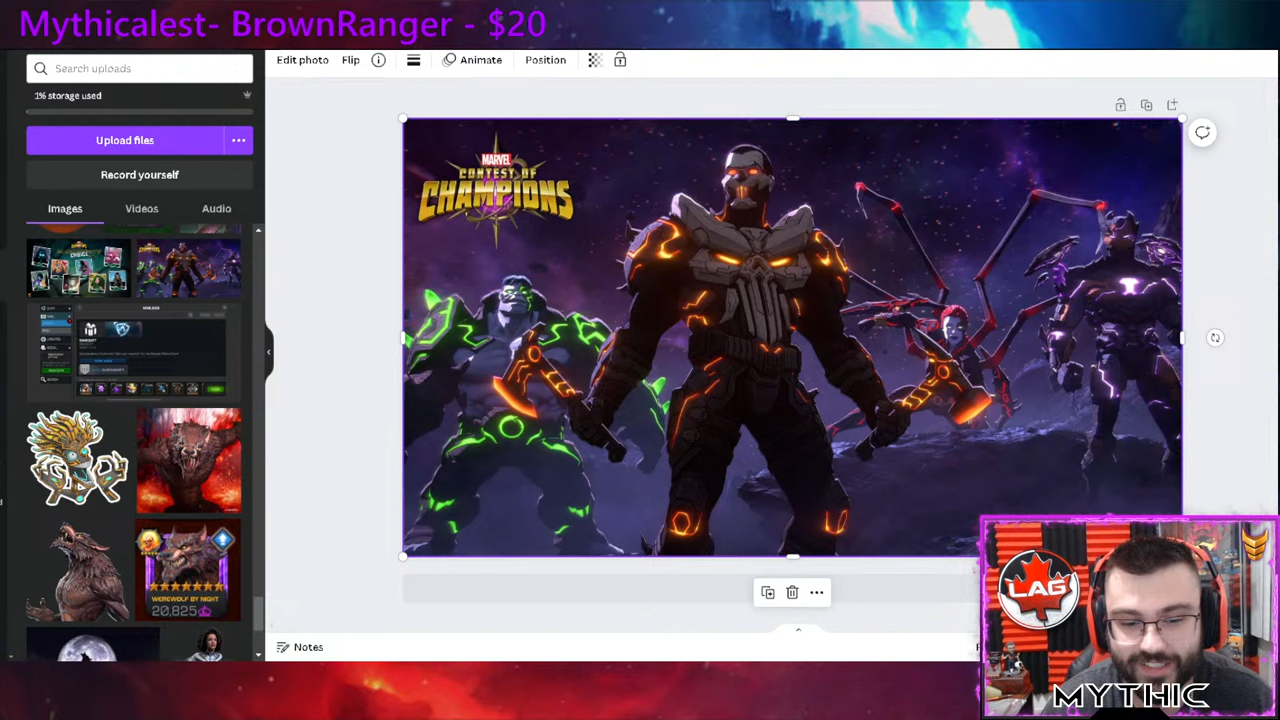 Mythicalest- BrownRanger - $20
Search uploads
Edit photo Flip Animate Position
1% storage used
Upload files
Record yourself
Images Videos Audio
MARVEL
CONTEST OF
CHAMPIONS
WEREWOLF BY NIGHT
20,825
Notes
LAG
MYTHIC